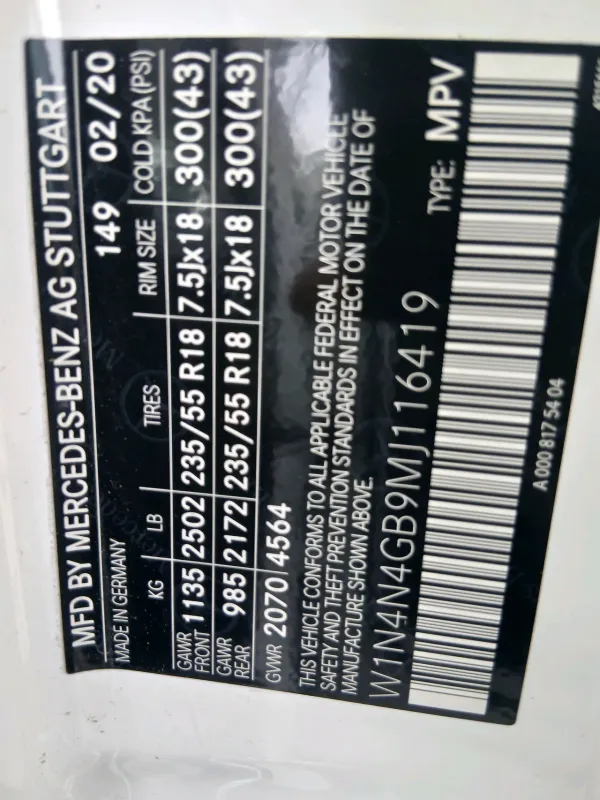 MFD BY MERCEDES-BENZ AG STUTTGART
MADE IN GERMANY 149 02/20
KG LB TIRES RIM SIZE COLD KPA (PSI)
GAWR FRONT 1135 2502 235/55 R18 7.5Jx18 300(43)
GAWR REAR 985 2172 235/55 R18 7.5Jx18 300(43)
GVWR 2070 4564
THIS VEHICLE CONFORMS TO ALL APPLICABLE FEDERAL MOTOR VEHICLE
SAFETY AND THEFT PREVENTION STANDARDS IN EFFECT ON THE DATE OF
MANUFACTURE SHOWN ABOVE.
W1N4N4GB9MJ116419 TYPE: MPV
A 000 817 54 04